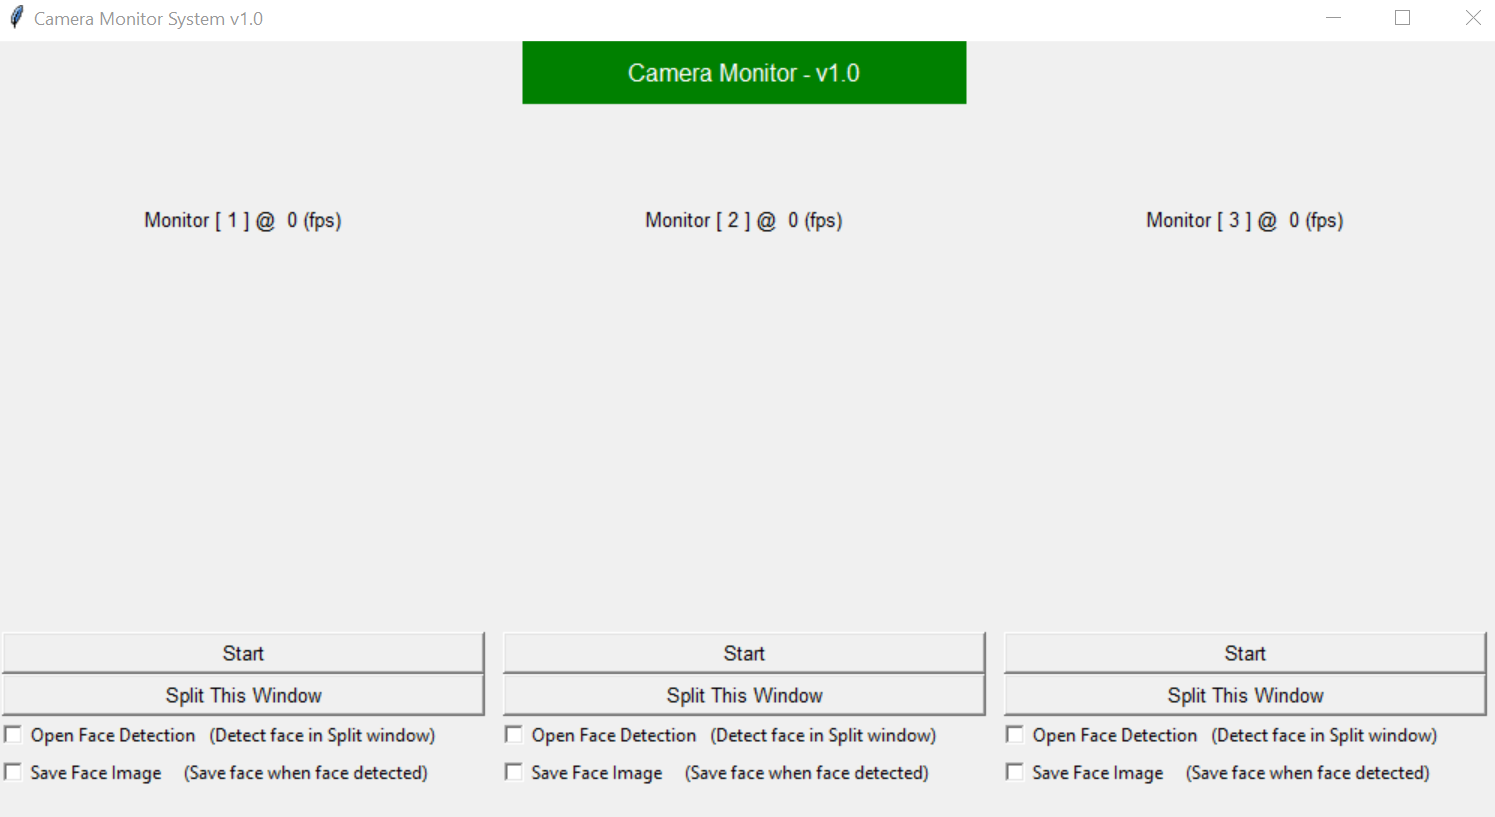 Camera Monitor System v1.0
Camera Monitor - v1.0
Monitor [ 1 ] @  0 (fps)
Monitor [ 2 ] @  0 (fps)
Monitor [ 3 ] @  0 (fps)
Start
Start
Start
Split This Window
Split This Window
Split This Window
Open Face Detection   (Detect face in Split window)
Open Face Detection   (Detect face in Split window)
Open Face Detection   (Detect face in Split window)
Save Face Image     (Save face when face detected)
Save Face Image     (Save face when face detected)
Save Face Image     (Save face when face detected)